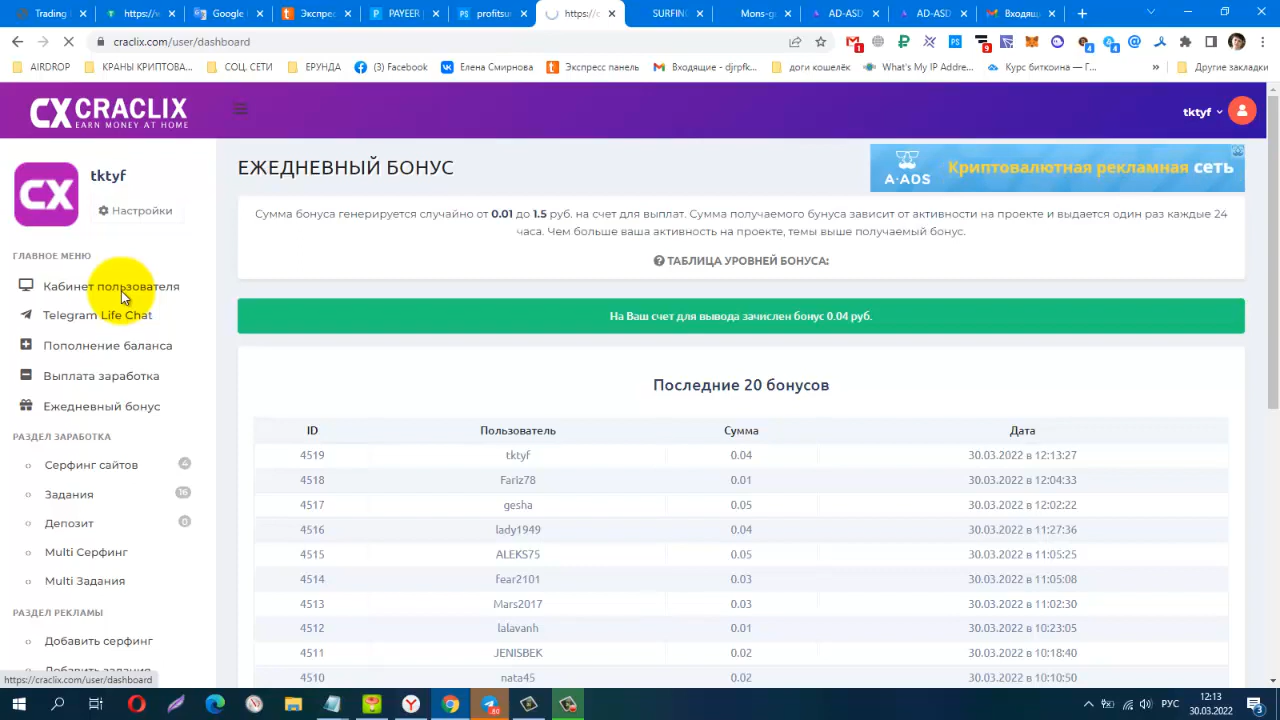 Trading
https://w
Google
Экспрес
PAYEER
profitsur
https://c
SURFIN
Mons-g
AD-ASD
AD-ASD
Входящ
craclix.com/user/dashboard
AIRDROP
КРАНЫ КРИПТОВА...
СОЦ. СЕТИ
ЕРУНДА
(3) Facebook
Елена Смирнова
Экспресс панель
Входящие - djrpfk...
доги кошелёк
What's My IP Addre...
Курс биткоина — Г...
»
Другие закладки
CX CRACLIX
EARN MONEY AT HOME
tktyf
CX
tktyf
Настройки
ГЛАВНОЕ МЕНЮ
Кабинет пользователя
Telegram Life Chat
Пополнение баланса
Выплата заработка
Ежедневный бонус
РАЗДЕЛ ЗАРАБОТКА
Серфинг сайтов 4
Задания 16
Депозит 0
Multi Серфинг
Multi Задания
РАЗДЕЛ РЕКЛАМЫ
Добавить серфинг
Добавить задания
https://craclix.com/user/dashboard
ЕЖЕДНЕВНЫЙ БОНУС
A-ADS
Криптовалютная рекламная сеть
Сумма бонуса генерируется случайно от 0.01 до 1.5 руб. на счет для выплат. Сумма получаемого бунуса зависит от активности на проекте и выдается один раз каждые 24
часа. Чем больше ваша активность на проекте, темы выше получаемый бонус.
ТАБЛИЦА УРОВНЕЙ БОНУСА:
На Ваш счет для вывода зачислен бонус 0.04 руб.
Последние 20 бонусов
ID Пользователь Сумма Дата
4519 tktyf 0.04 30.03.2022 в 12:13:27
4518 Fariz78 0.01 30.03.2022 в 12:04:33
4517 gesha 0.05 30.03.2022 в 12:02:22
4516 lady1949 0.04 30.03.2022 в 11:27:36
4515 ALEKS75 0.05 30.03.2022 в 11:05:25
4514 fear2101 0.03 30.03.2022 в 11:05:08
4513 Mars2017 0.03 30.03.2022 в 11:02:30
4512 lalavanh 0.01 30.03.2022 в 10:23:05
4511 JENISBEK 0.02 30.03.2022 в 10:18:40
4510 nata45 0.02 30.03.2022 в 10:10:50
РУС
12:13
30.03.2022